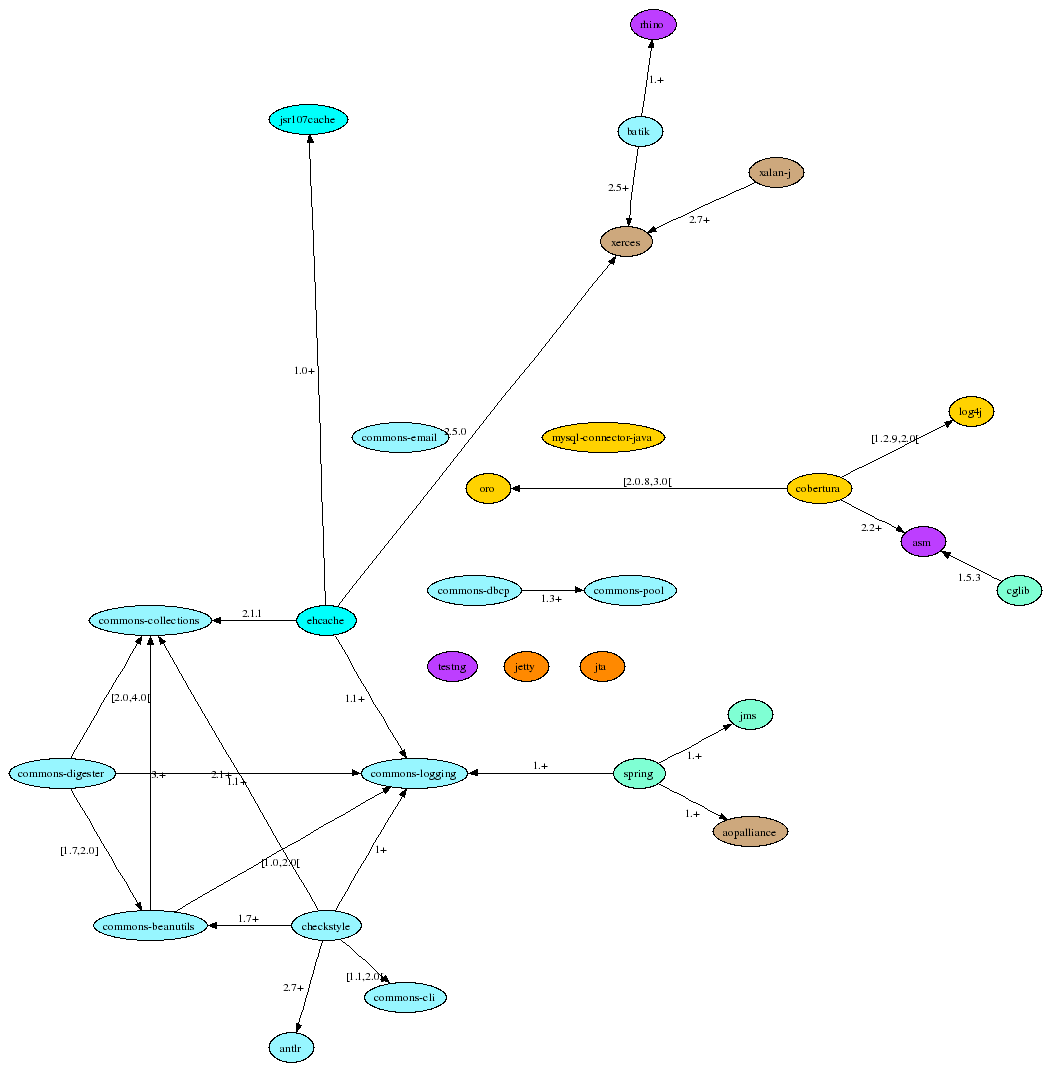 rhino
1.+
jsr107cache
batik
xalan-j
2.5+
2.7+
xerces
1.0+
log4j
commons-email
2.5.0
mysql-connector-java
[1.2.9,2.0[
oro
[2.0.8,3.0[
cobertura
2.2+
asm
1.5.3
cglib
commons-dbcp
1.3+
commons-pool
commons-collections
2.1.1
ehcache
testng
jetty
jta
[2.0,4.0[
1.1+
jms
1.+
commons-digester
3.+
2.1+
1.1+
commons-logging
1.+
spring
1.+
aopalliance
[1.7,2.0]
[1.0,2.0[
1+
commons-beanutils
1.7+
checkstyle
2.7+
[1.1,2.0[
commons-cli
antlr